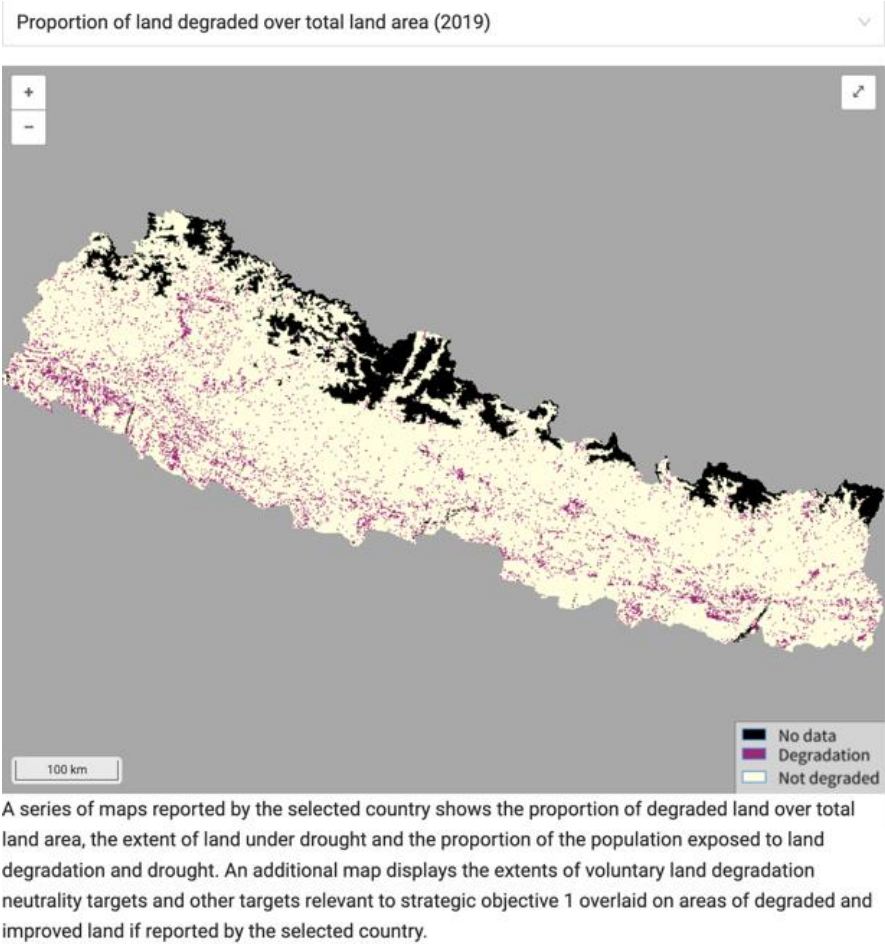 Proportion of land degraded over total land area (2019)
+
−
No data
Degradation
Not degraded
100 km
A series of maps reported by the selected country shows the proportion of degraded land over total
land area, the extent of land under drought and the proportion of the population exposed to land
degradation and drought. An additional map displays the extents of voluntary land degradation
neutrality targets and other targets relevant to strategic objective 1 overlaid on areas of degraded and
improved land if reported by the selected country.